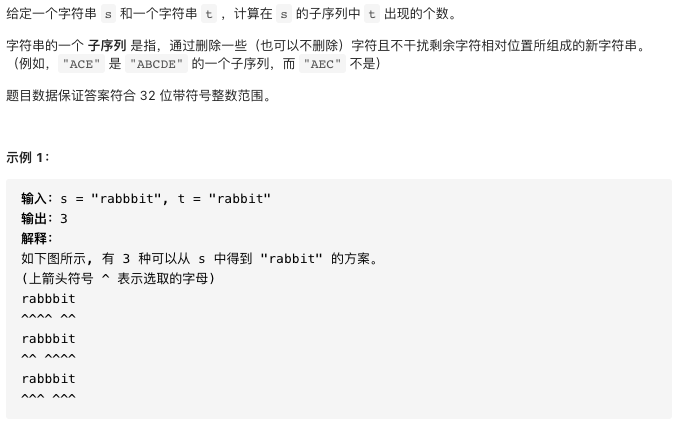 给定一个字符串 s 和一个字符串 t ，计算在 s 的子序列中 t 出现的个数。
字符串的一个 子序列 是指，通过删除一些（也可以不删除）字符且不干扰剩余字符相对位置所组成的新字符串。
（例如，"ACE" 是 "ABCDE" 的一个子序列，而 "AEC" 不是）
题目数据保证答案符合 32 位带符号整数范围。
示例 1：
输入：s = "rabbbit", t = "rabbit"
输出：3
解释：
如下图所示, 有 3 种可以从 s 中得到 "rabbit" 的方案。
(上箭头符号 ^ 表示选取的字母)
rabbbit
^^^^ ^^
rabbbit
^^ ^^^^
rabbbit
^^^ ^^^